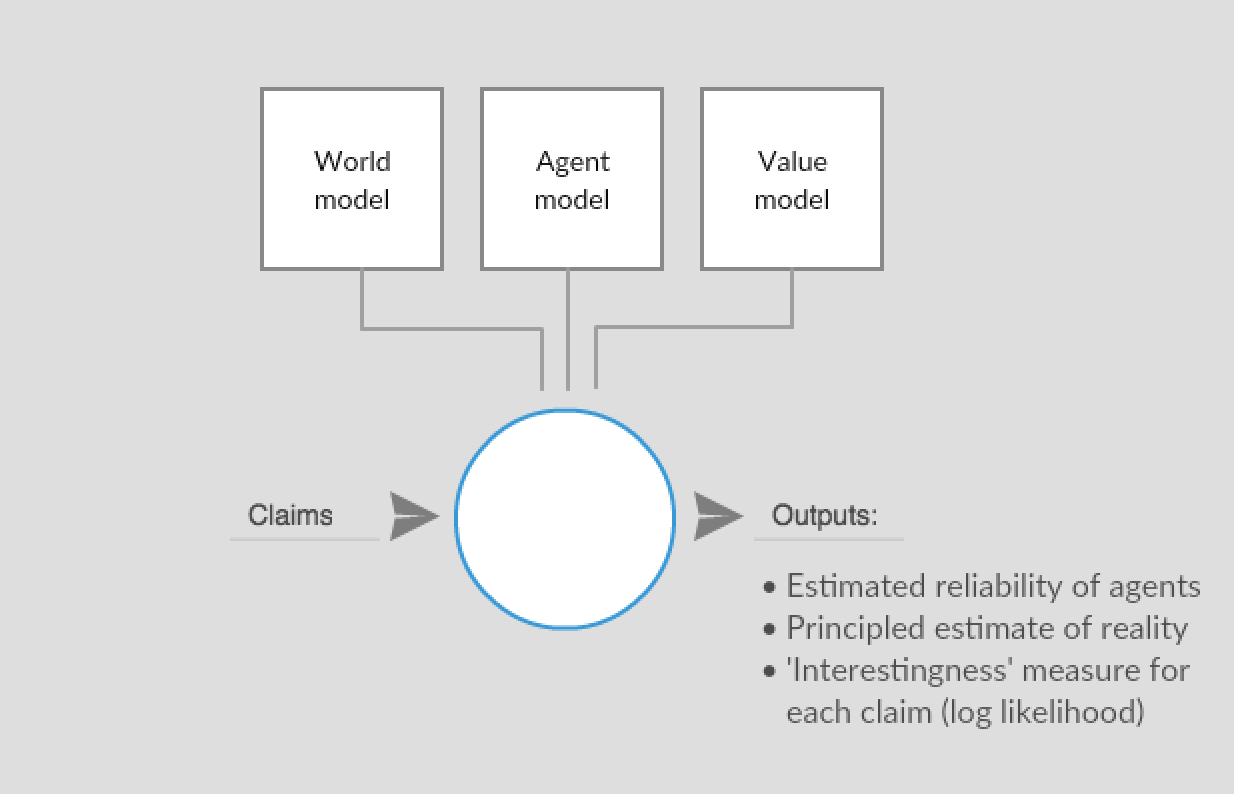 World
model
Agent
model
Value
model
Claims
Outputs:
• Estimated reliability of agents
• Principled estimate of reality
• 'Interestingness' measure for
each claim (log likelihood)